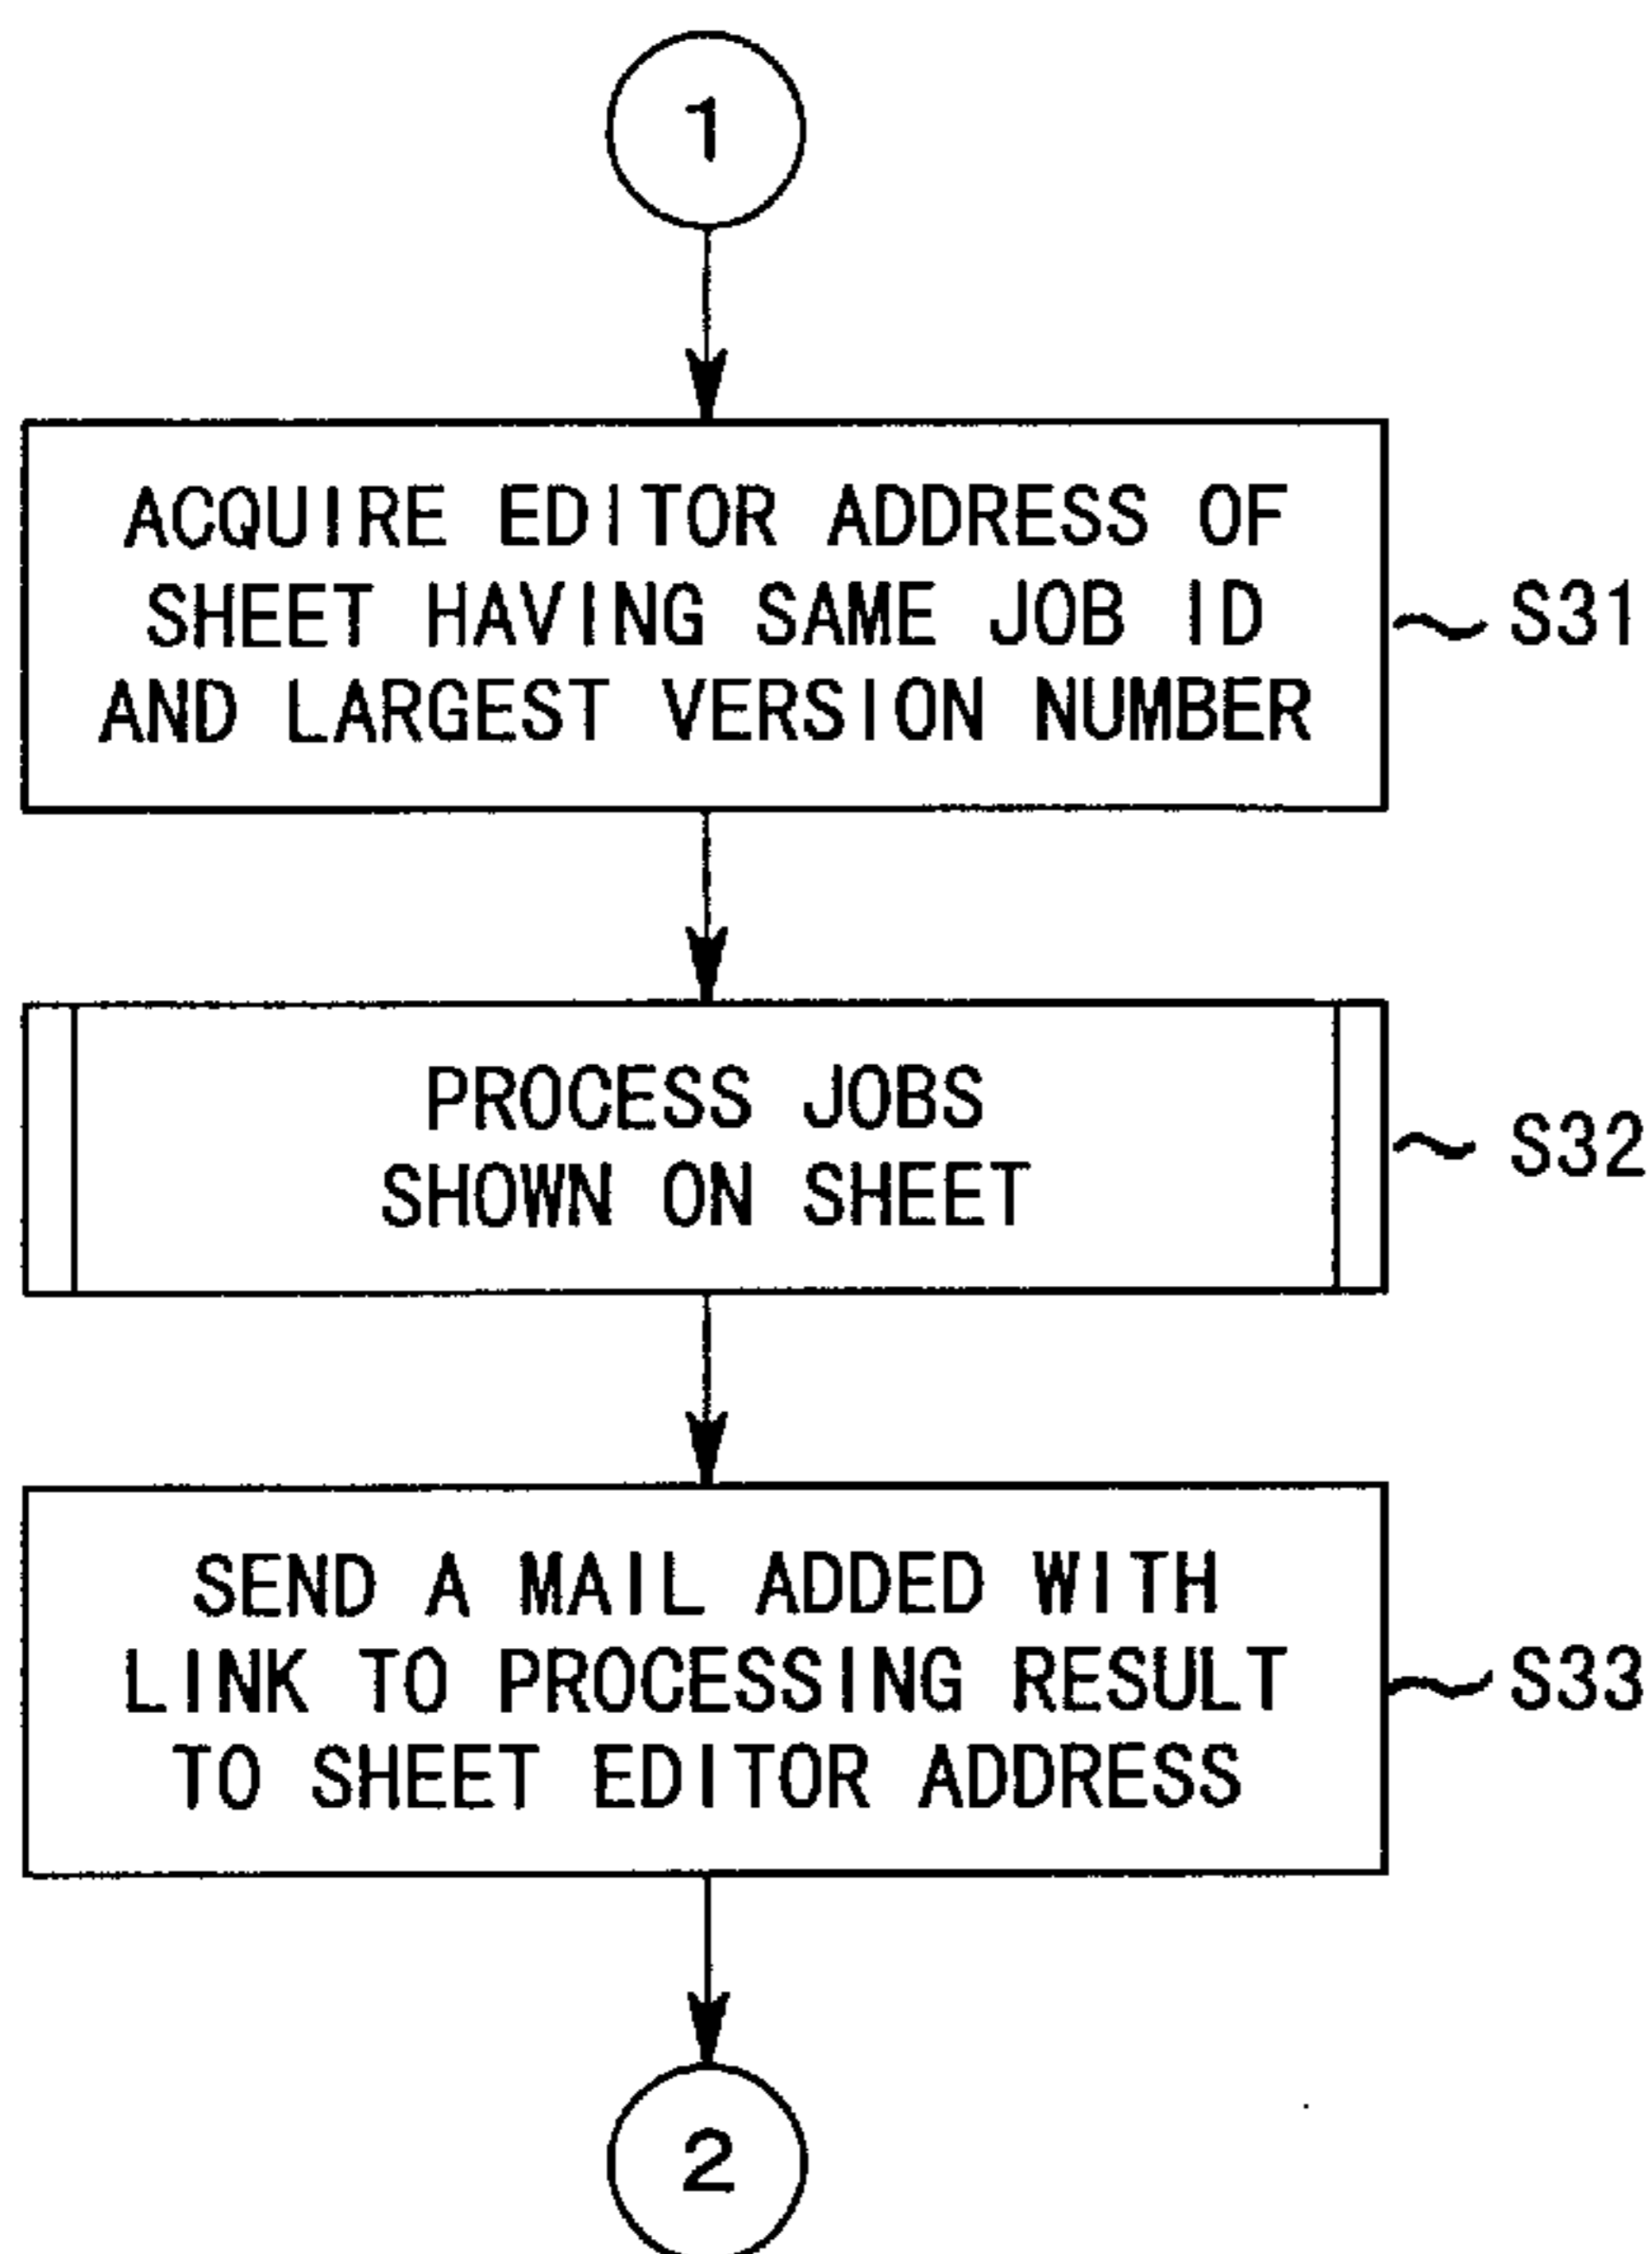 1
ACQUIRE EDITOR ADDRESS OF
SHEET HAVING SAME JOB ID
AND LARGEST VERSION NUMBER
S31
PROCESS JOBS
SHOWN ON SHEET
S32
SEND A MAIL ADDED WITH
LINK TO PROCESSING RESULT
TO SHEET EDITOR ADDRESS
S33
2